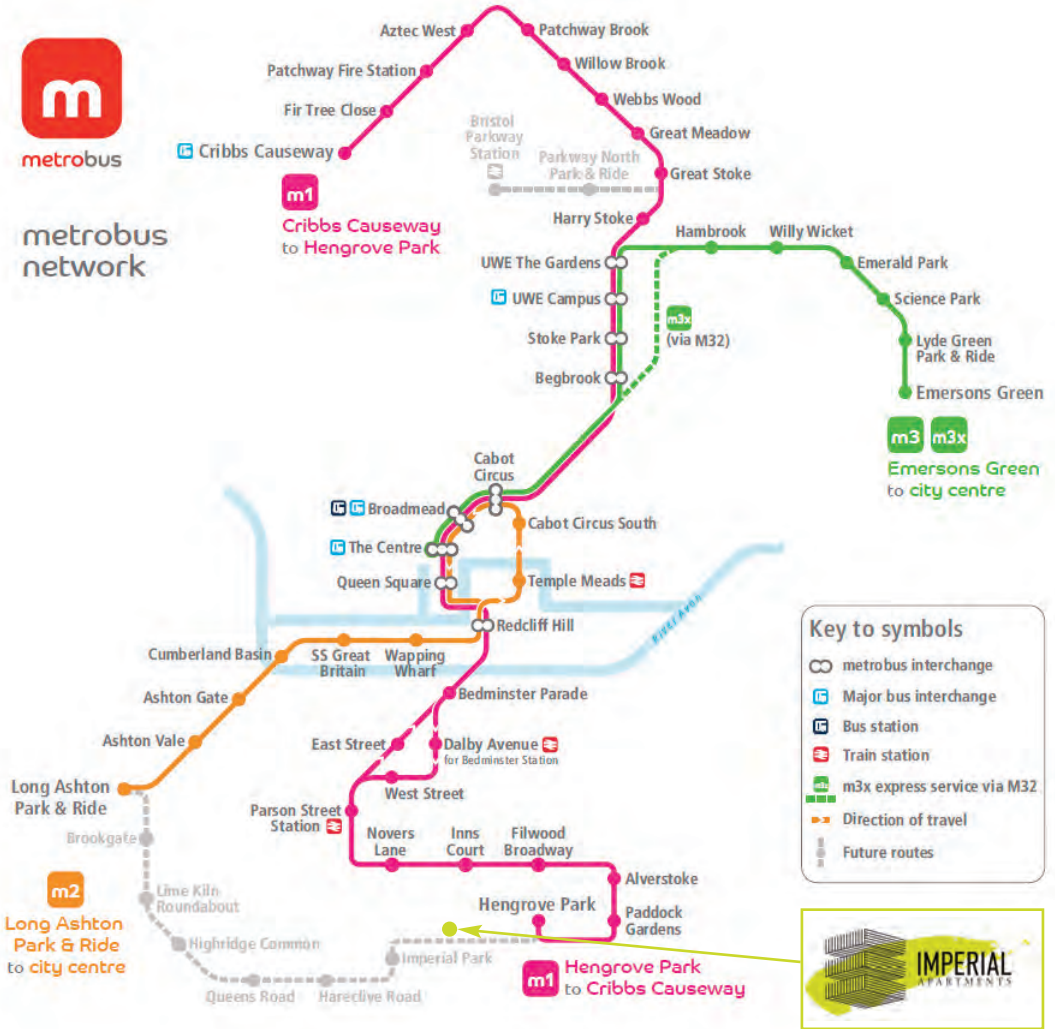 m
metrobus
metrobus
network
Aztec West
Patchway Brook
Patchway Fire Station
Willow Brook
Fir Tree Close
Webbs Wood
Cribbs Causeway
Great Meadow
Bristol
Parkway
Station
Parkway North
Park & Ride
Great Stoke
m1
Cribbs Causeway
to Hengrove Park
Harry Stoke
Hambrook
Willy Wicket
UWE The Gardens
Emerald Park
UWE Campus
Science Park
m3x
(via M32)
Stoke Park
Lyde Green
Park & Ride
Begbrook
Emersons Green
m3 m3x
Emersons Green
to city centre
Cabot
Circus
Broadmead
Cabot Circus South
The Centre
Queen Square
Temple Meads
River Avon
Redcliff Hill
Cumberland Basin
SS Great
Britain
Wapping
Wharf
Ashton Gate
Bedminster Parade
Ashton Vale
East Street
Dalby Avenue
for Bedminster Station
Long Ashton
Park & Ride
West Street
Parson Street
Station
Brookgate
Novers
Lane
Inns
Court
Filwood
Broadway
m2
Long Ashton
Park & Ride
to city centre
Lime Kiln
Roundabout
Alverstoke
Hengrove Park
Paddock
Gardens
Highridge Common
Imperial Park
Queens Road
Hareclive Road
m1
Hengrove Park
to Cribbs Causeway
Key to symbols
metrobus interchange
Major bus interchange
Bus station
Train station
m3x express service via M32
Direction of travel
Future routes
IMPERIAL
APARTMENTS